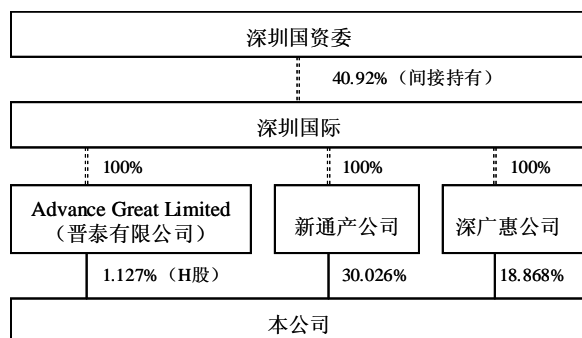 深圳国资委
40.92%（间接持有）
深圳国际
100%
100%
100%
Advance Great Limited
（晋泰有限公司）
新通产公司
深广惠公司
1.127%（H股）
30.026%
18.868%
本公司